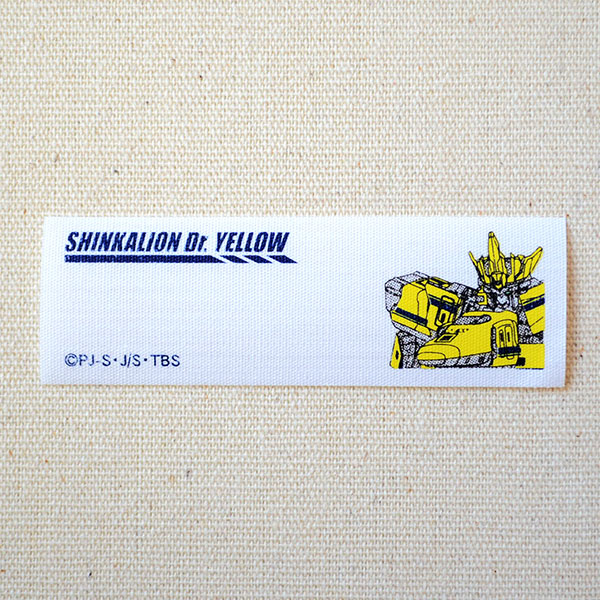 SHINKALION Dr. YELLOW
©PJ-S・J/S・TBS